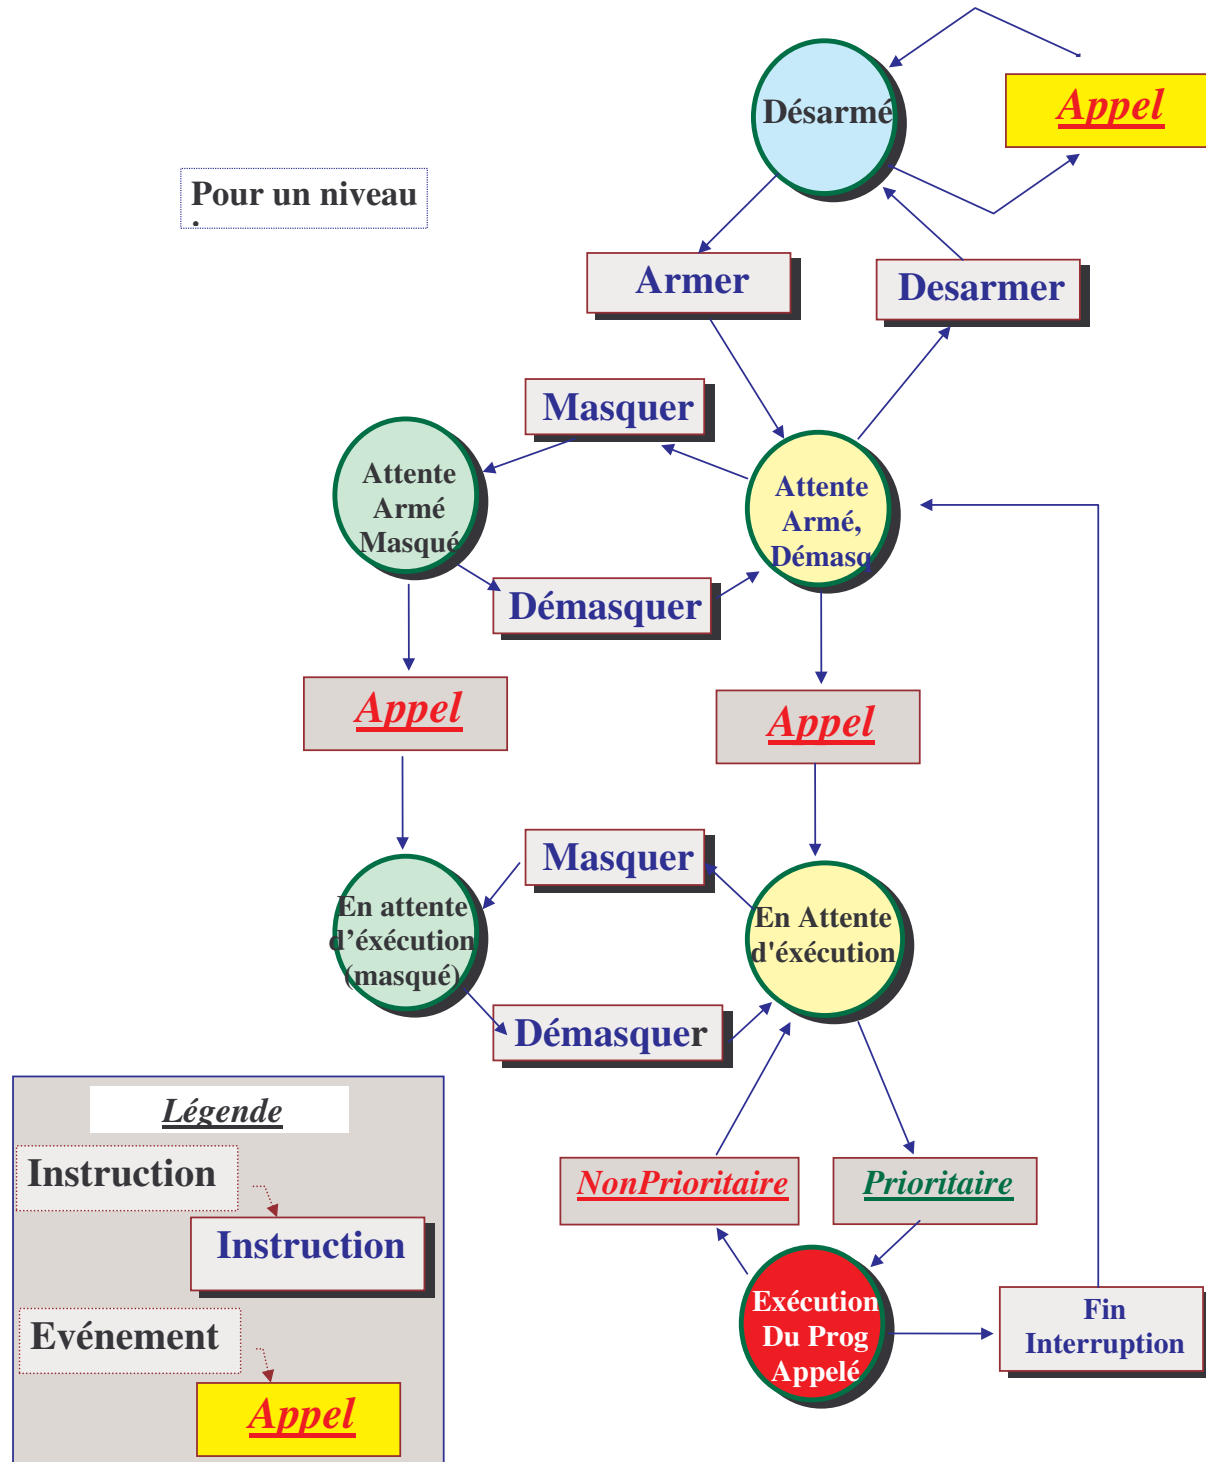 Désarmé
Appel
Pour un niveau
Armer
Desarmer
Masquer
Attente
Armé
Masqué
Attente
Armé,
Démasq
Démasquer
Appel
Appel
Masquer
En attente
d’éxécution
(masqué)
En Attente
d'éxécution
Démasquer
Légende
Instruction
Instruction
Evénement
Appel
NonPrioritaire
Prioritaire
Exécution
Du Prog
Appelé
Fin
Interruption